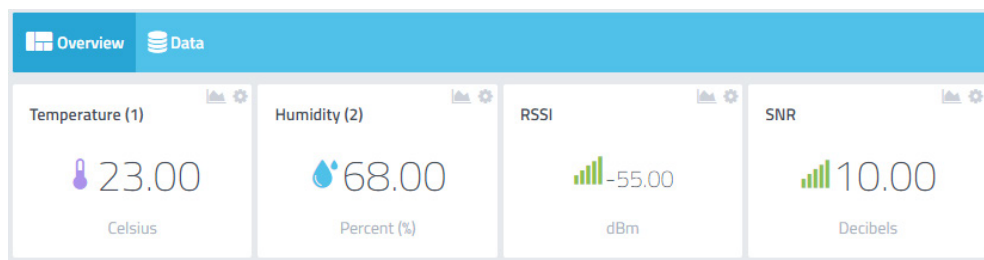 Overview Data
Temperature (1)
23.00
Celsius
Humidity (2)
68.00
Percent (%)
RSSI
-55.00
dBm
SNR
10.00
Decibels